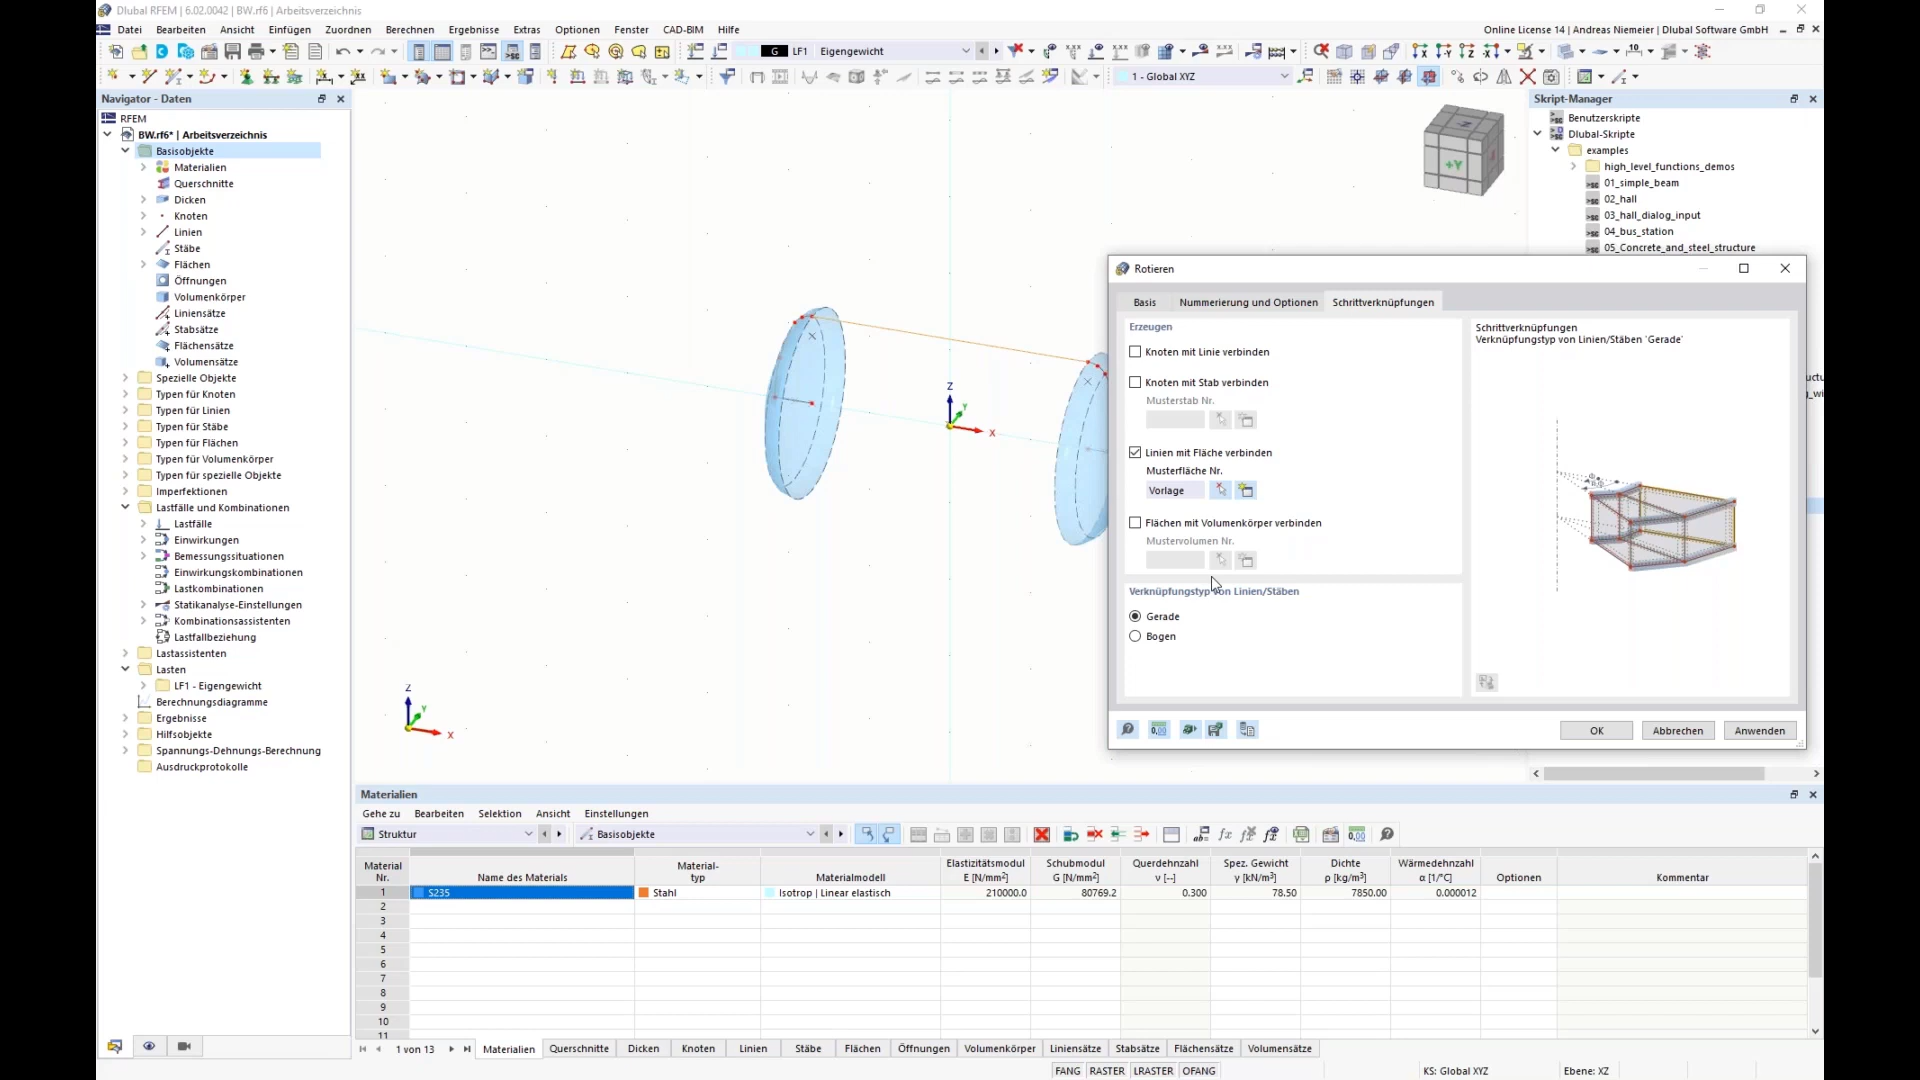 Dlubal RFEM | 6.02.0042 | BW.rf6 | Arbeitsverzeichnis
Datei Bearbeiten Ansicht Einfügen Zuordnen Berechnen Ergebnisse Extras Optionen Fenster CAD-BIM Hilfe
Online License 14 | Andreas Niemeier | Dlubal Software GmbH
G LF1 Eigengewicht
1 - Global XYZ
Navigator - Daten
RFEM
BW.rf6* | Arbeitsverzeichnis
Basisobjekte
Materialien
Querschnitte
Dicken
Knoten
Linien
Stäbe
Flächen
Öffnungen
Volumenkörper
Liniensätze
Stabsätze
Flächensätze
Volumensätze
Spezielle Objekte
Typen für Knoten
Typen für Linien
Typen für Stäbe
Typen für Flächen
Typen für Volumenkörper
Typen für spezielle Objekte
Imperfektionen
Lastfälle und Kombinationen
Lastfälle
Einwirkungen
Bemessungssituationen
Einwirkungskombinationen
Lastkombinationen
Statikanalyse-Einstellungen
Kombinationsassistenten
Lastfallbeziehung
Lastassistenten
Lasten
LF1 - Eigengewicht
Berechnungsdiagramme
Ergebnisse
Hilfsobjekte
Spannungs-Dehnungs-Berechnung
Ausdruckprotokolle
Z
Y
X
Z
Y
X
+Y
Skript-Manager
Benutzerskripte
Dlubal-Skripte
examples
high_level_functions_demos
01_simple_beam
02_hall
03_hall_dialog_input
04_bus_station
05_Concrete_and_steel_structure
Rotieren
Basis Nummerierung und Optionen Schrittverknüpfungen
Erzeugen
Knoten mit Linie verbinden
Knoten mit Stab verbinden
Musterstab Nr.
Linien mit Fläche verbinden
Musterfläche Nr.
Vorlage
Flächen mit Volumenkörper verbinden
Mustervolumen Nr.
Verknüpfungstyp von Linien/Stäben
Gerade
Bogen
Schrittverknüpfungen
Verknüpfungstyp von Linien/Stäben 'Gerade'
OK Abbrechen Anwenden
Materialien
Gehe zu Bearbeiten Selektion Ansicht Einstellungen
Struktur Basisobjekte
Material Nr. Name des Materials Material-typ Materialmodell Elastizitätsmodul E [N/mm²] Schubmodul G [N/mm²] Querdehnzahl ν [--] Spez. Gewicht γ [kN/m³] Dichte ρ [kg/m³] Wärmedehnzahl α [1/°C] Optionen Kommentar
1 S235 Stahl Isotrop | Linear elastisch 210000.0 80769.2 0.300 78.50 7850.00 0.000012
2
3
4
5
6
7
8
9
10
11
1 von 13 Materialien Querschnitte Dicken Knoten Linien Stäbe Flächen Öffnungen Volumenkörper Liniensätze Stabsätze Flächensätze Volumensätze
FANG RASTER LRASTER OFANG KS: Global XYZ Ebene: XZ